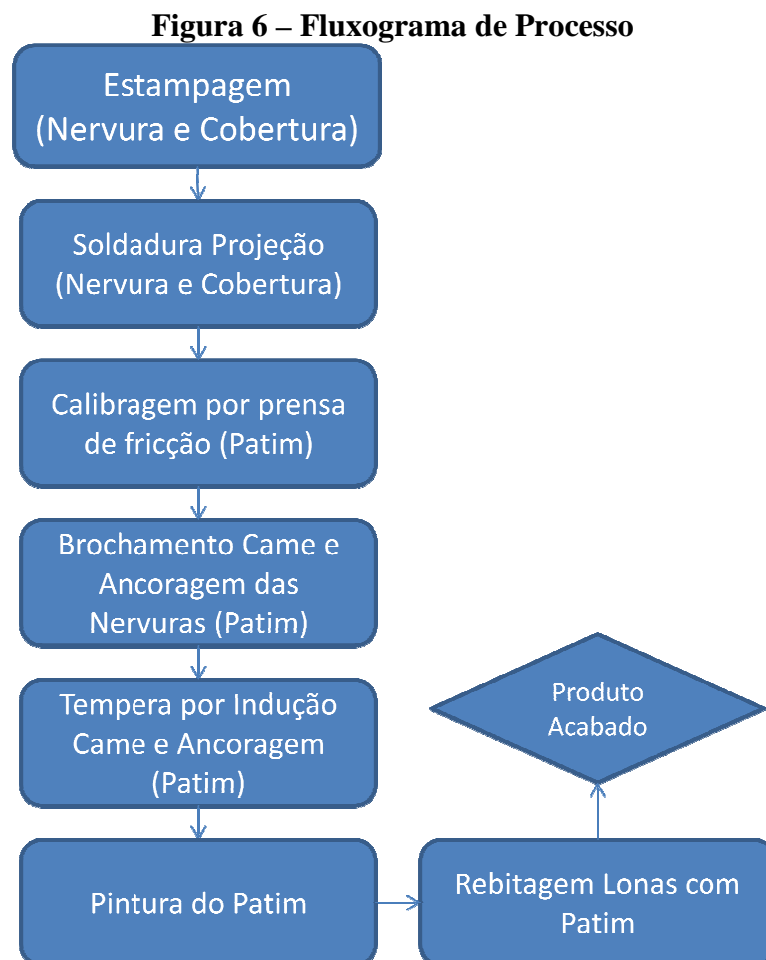 Figura 6 – Fluxograma de Processo
Estampagem
(Nervura e Cobertura)
Soldadura Projeção
(Nervura e Cobertura)
Calibragem por prensa
de fricção (Patim)
Brochamento Came e
Ancoragem das
Nervuras (Patim)
Tempera por Indução
Came e Ancoragem
(Patim)
Pintura do Patim
Rebitagem Lonas com
Patim
Produto
Acabado